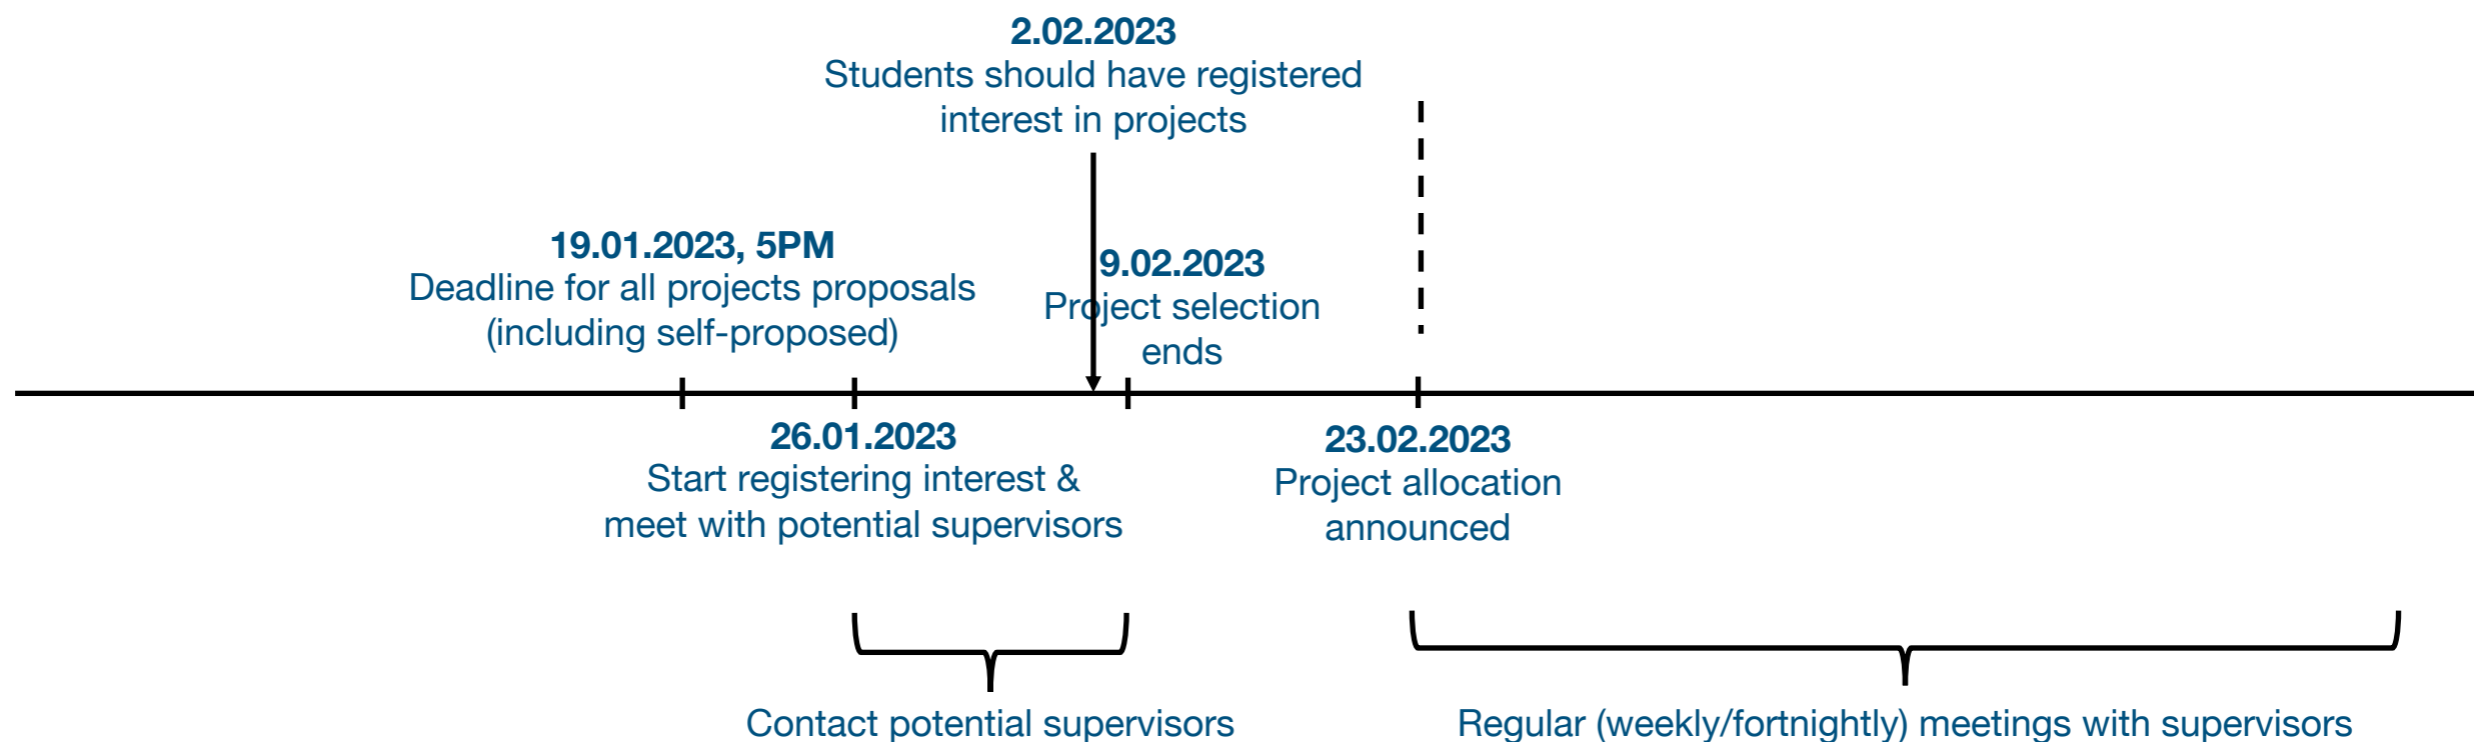 2.02.2023
Students should have registered
interest in projects
19.01.2023, 5PM
Deadline for all projects proposals
(including self-proposed)
9.02.2023
Project selection
ends
26.01.2023
Start registering interest &
meet with potential supervisors
23.02.2023
Project allocation
announced
Contact potential supervisors
Regular (weekly/fortnightly) meetings with supervisors